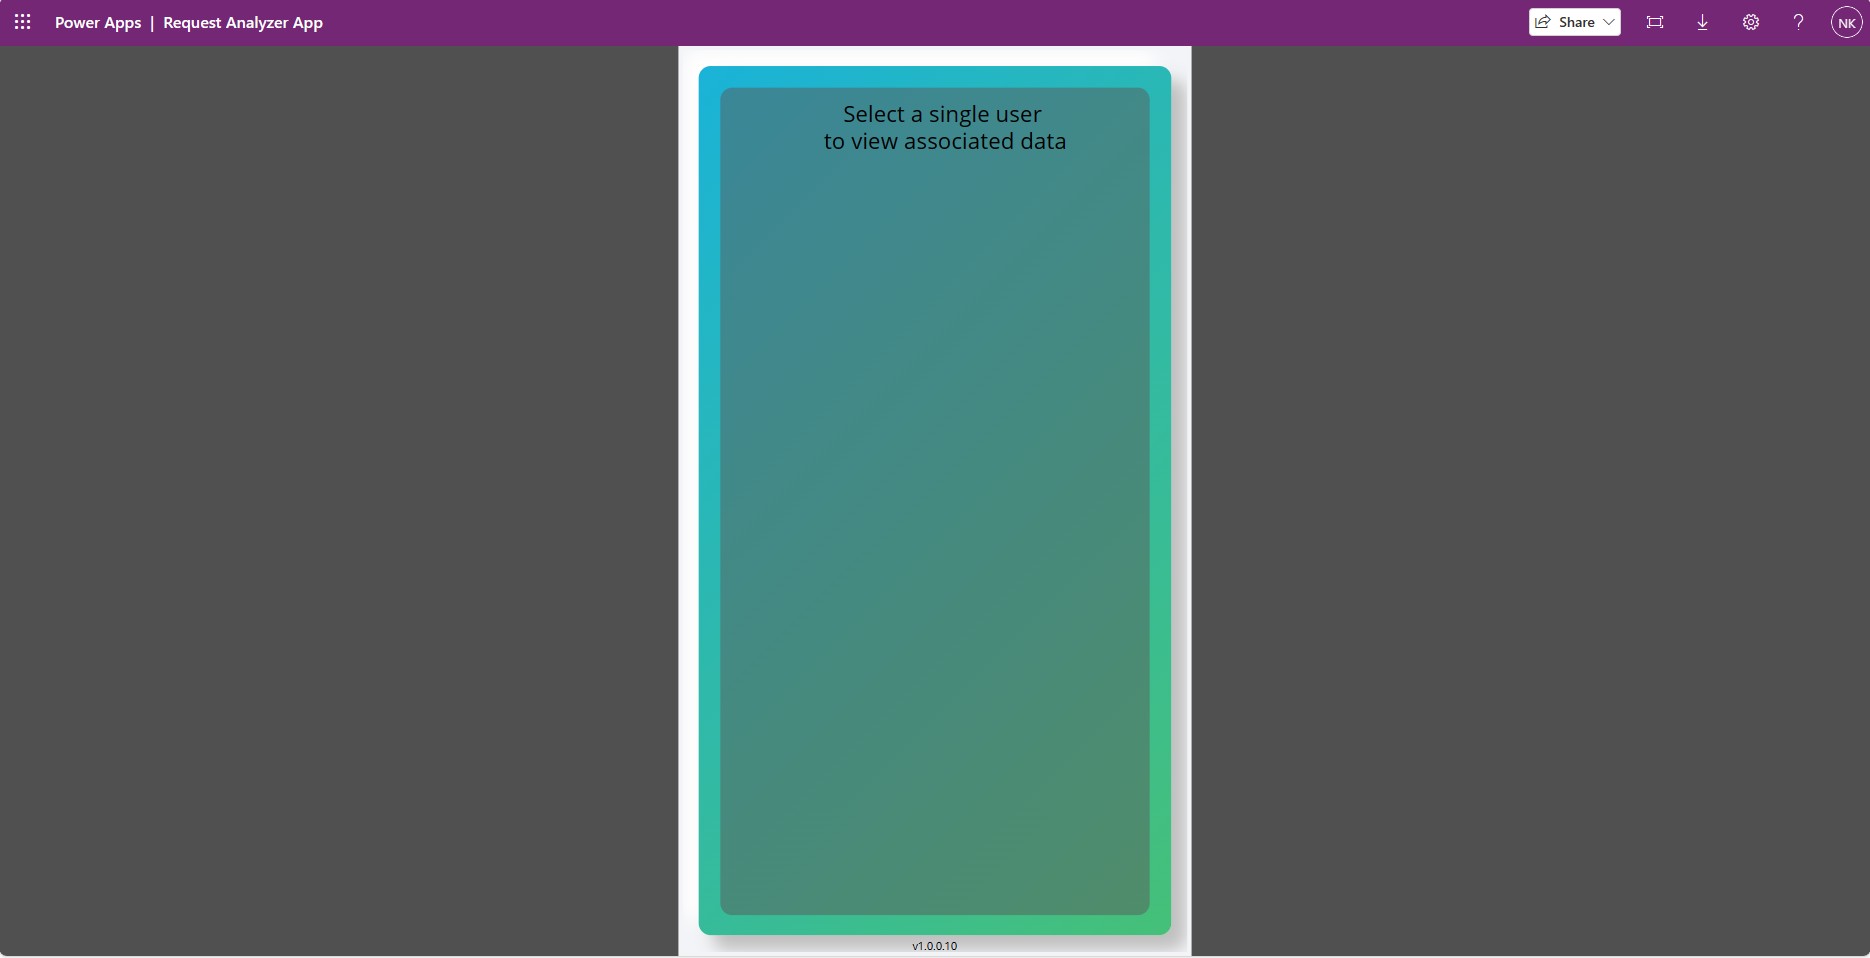 Power Apps | Request Analyzer App
Share
NK
Select a single user
to view associated data
v1.0.0.10